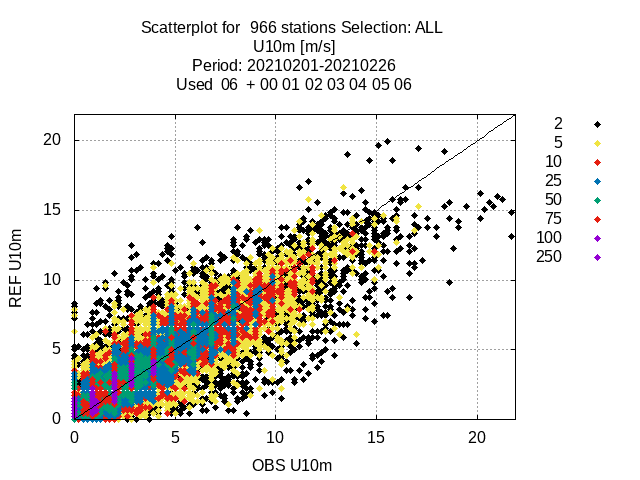 Scatterplot for  966 stations Selection: ALL
U10m [m/s]
Period: 20210201-20210226
Used  06  + 00 01 02 03 04 05 06
2
5
10
25
50
75
100
250
20
15
10
5
0
REF U10m
0 5 10 15 20
OBS U10m